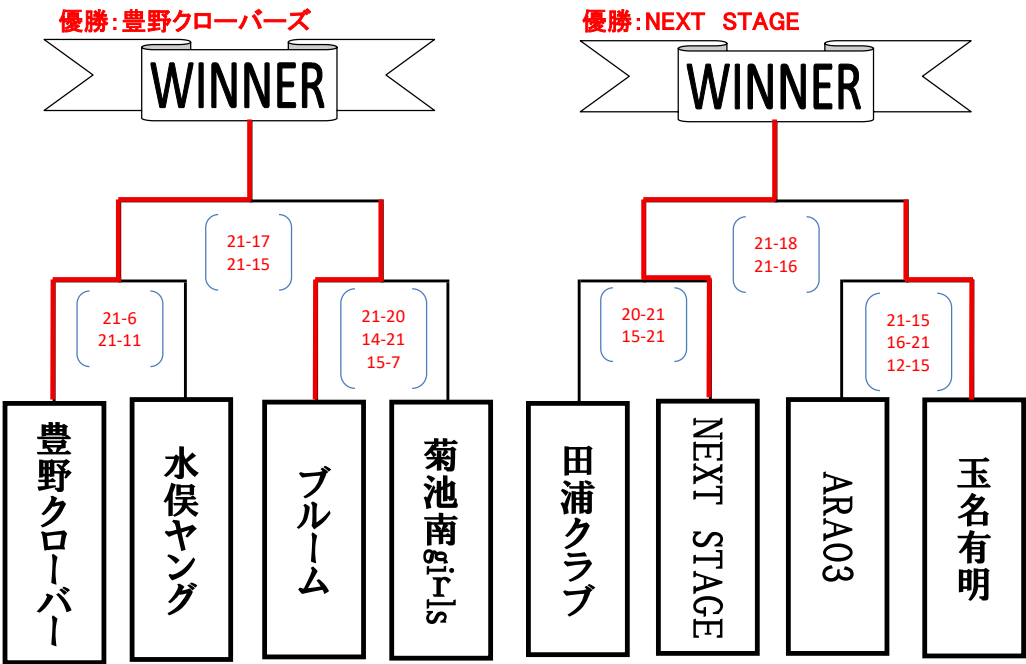 優勝：豊野クローバーズ
WINNER
21-17
21-15
21-6
21-11
21-20
14-21
15-7
豊野クローバー
水俣ヤング
ブルーム
菊池南girls
優勝：NEXT STAGE
WINNER
21-18
21-16
20-21
15-21
21-15
16-21
12-15
田浦クラブ
NEXT STAGE
ARA03
玉名有明